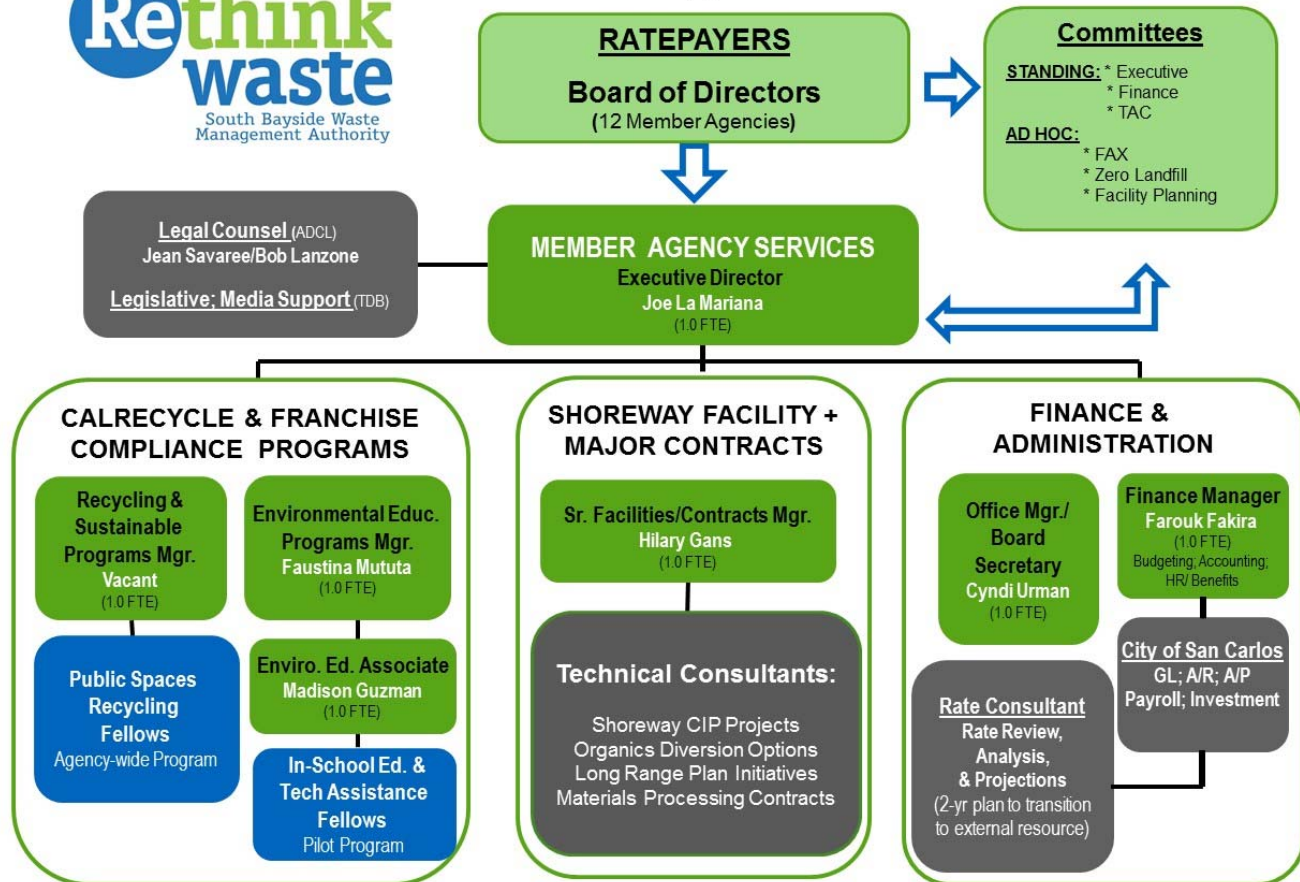 Rethink
waste
South Bayside Waste
Management Authority
RATEPAYERS
Board of Directors
(12 Member Agencies)
Committees
STANDING: * Executive
* Finance
* TAC
AD HOC:
* FAX
* Zero Landfill
* Facility Planning
Legal Counsel (ADCL)
Jean Savaree/Bob Lanzone
Legislative; Media Support (TDB)
MEMBER AGENCY SERVICES
Executive Director
Joe La Mariana
(1.0 FTE)
CALRECYCLE & FRANCHISE
COMPLIANCE PROGRAMS
Recycling &
Sustainable
Programs Mgr.
Vacant
(1.0 FTE)
Public Spaces
Recycling
Fellows
Agency-wide Program
Environmental Educ.
Programs Mgr.
Faustina Mututa
(1.0 FTE)
Enviro. Ed. Associate
Madison Guzman
(1.0 FTE)
In-School Ed. &
Tech Assistance
Fellows
Pilot Program
SHOREWAY FACILITY +
MAJOR CONTRACTS
Sr. Facilities/Contracts Mgr.
Hilary Gans
(1.0 FTE)
Technical Consultants:
Shoreway CIP Projects
Organics Diversion Options
Long Range Plan Initiatives
Materials Processing Contracts
FINANCE &
ADMINISTRATION
Office Mgr./
Board
Secretary
Cyndi Urman
(1.0 FTE)
Finance Manager
Farouk Fakira
(1.0 FTE)
Budgeting; Accounting;
HR/ Benefits
City of San Carlos
GL; A/R; A/P
Payroll; Investment
Rate Consultant
Rate Review,
Analysis,
& Projections
(2-yr plan to transition
to external resource)